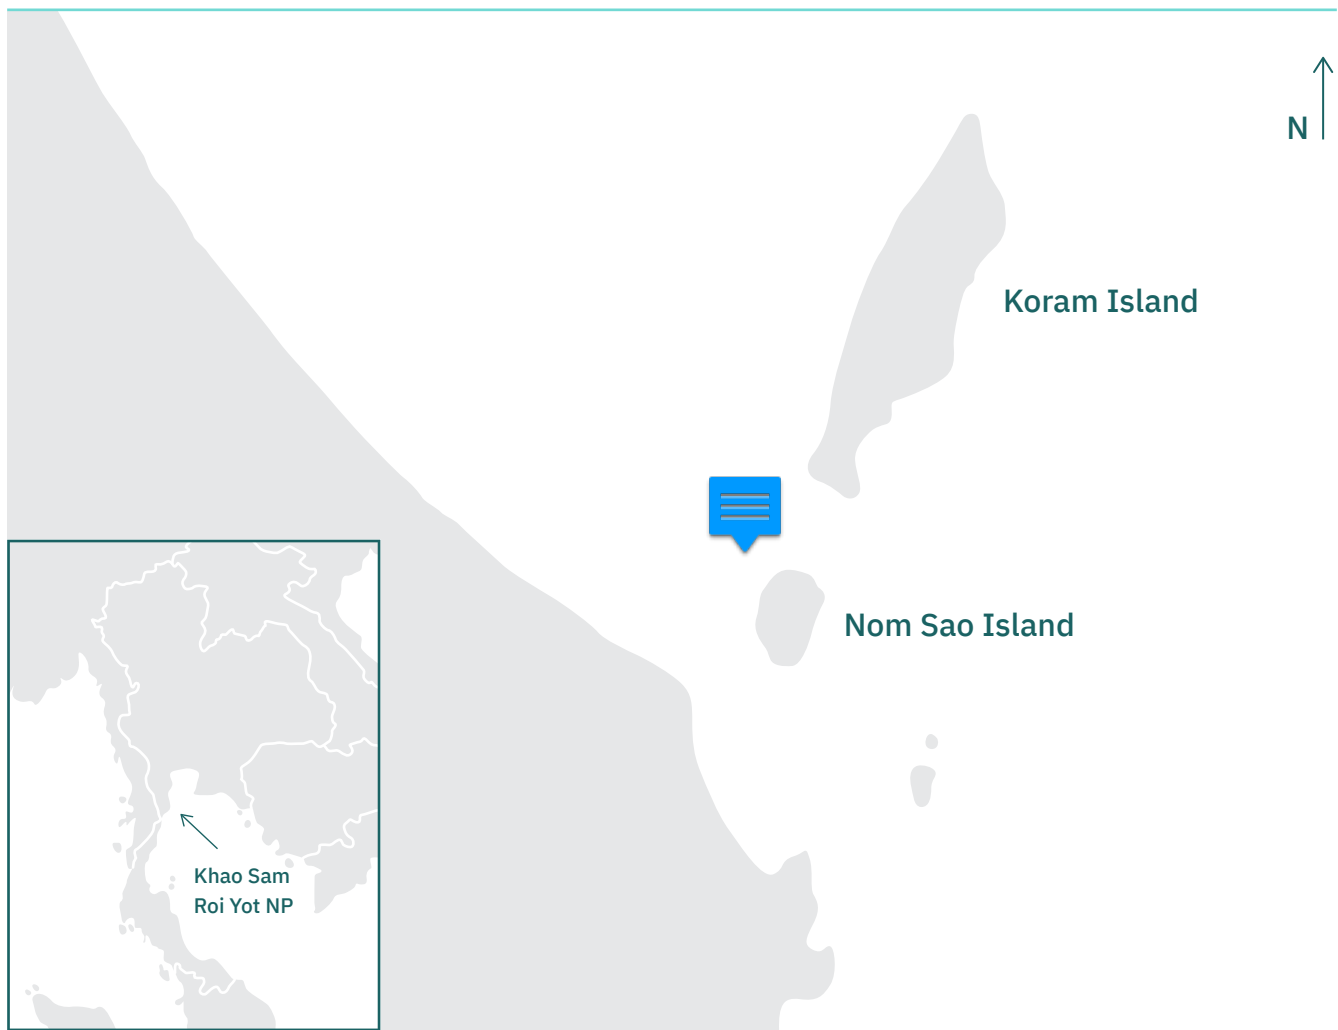 N
Koram Island
Nom Sao Island
Khao Sam
Roi Yot NP